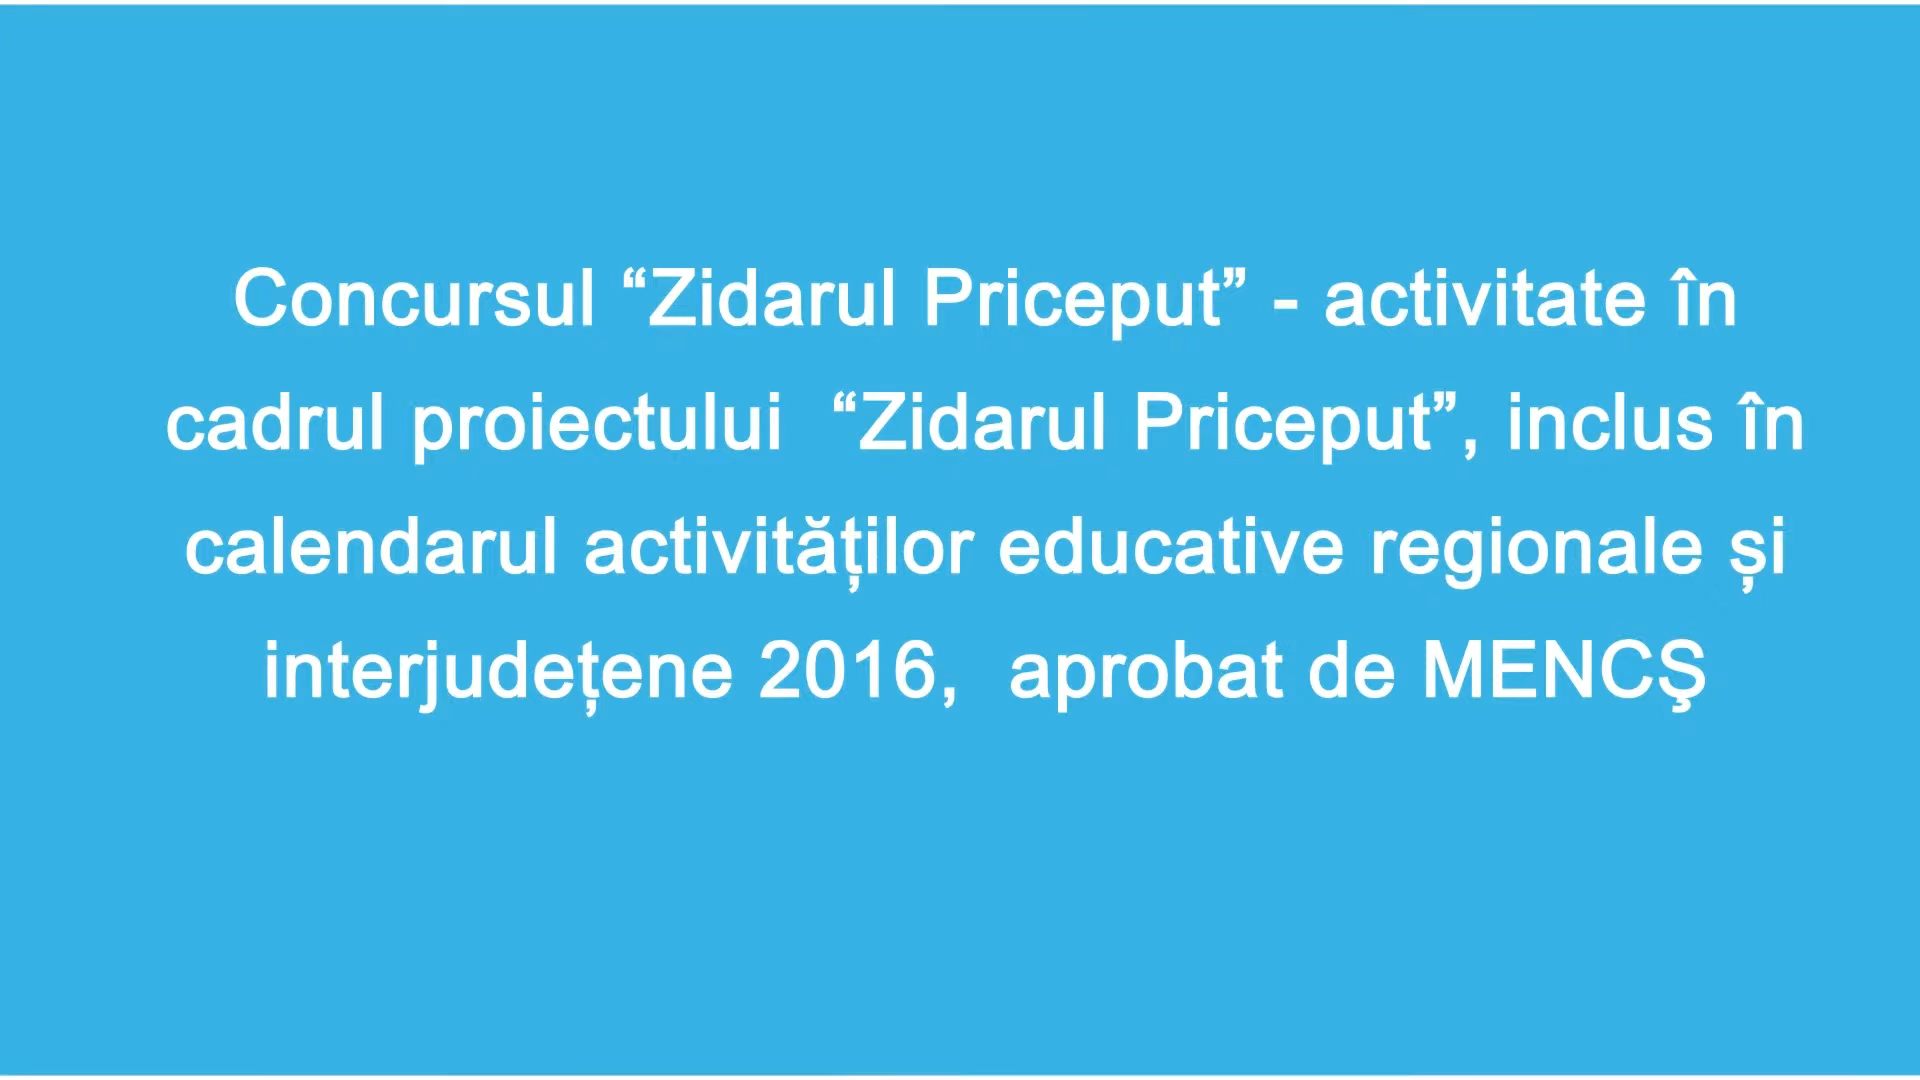 Concursul “Zidarul Priceput” - activitate în
cadrul proiectului  “Zidarul Priceput”, inclus în
calendarul activităților educative regionale și
interjudețene 2016,  aprobat de MENCŞ